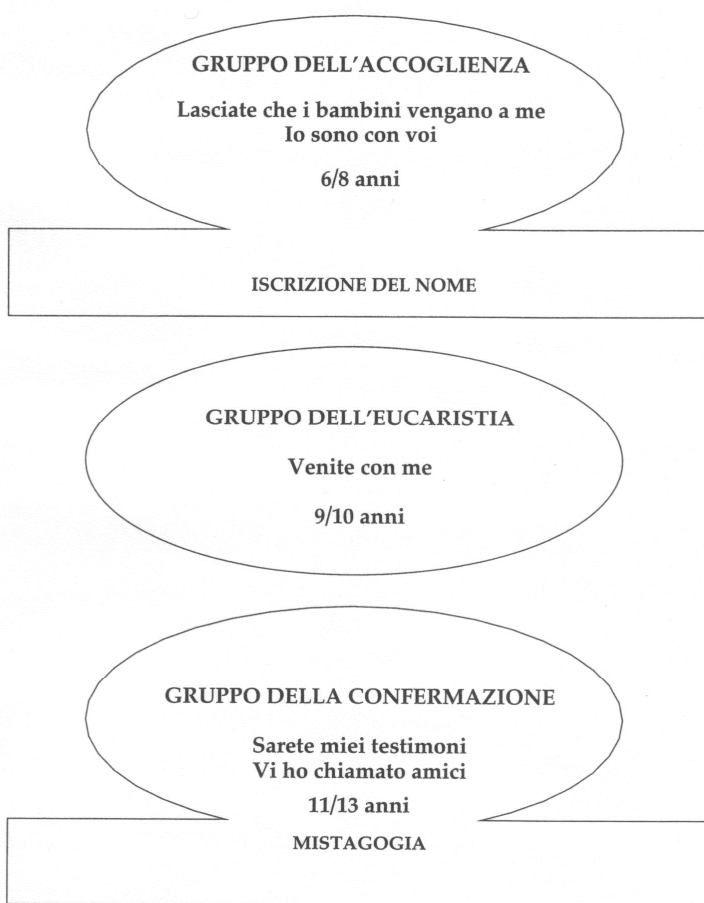 GRUPPO DELL'ACCOGLIENZA
Lasciate che i bambini vengano a me
Io sono con voi
6/8 anni
ISCRIZIONE DEL NOME
GRUPPO DELL'EUCARISTIA
Venite con me
9/10 anni
GRUPPO DELLA CONFERMAZIONE
Sarete miei testimoni
Vi ho chiamato amici
11/13 anni
MISTAGOGIA